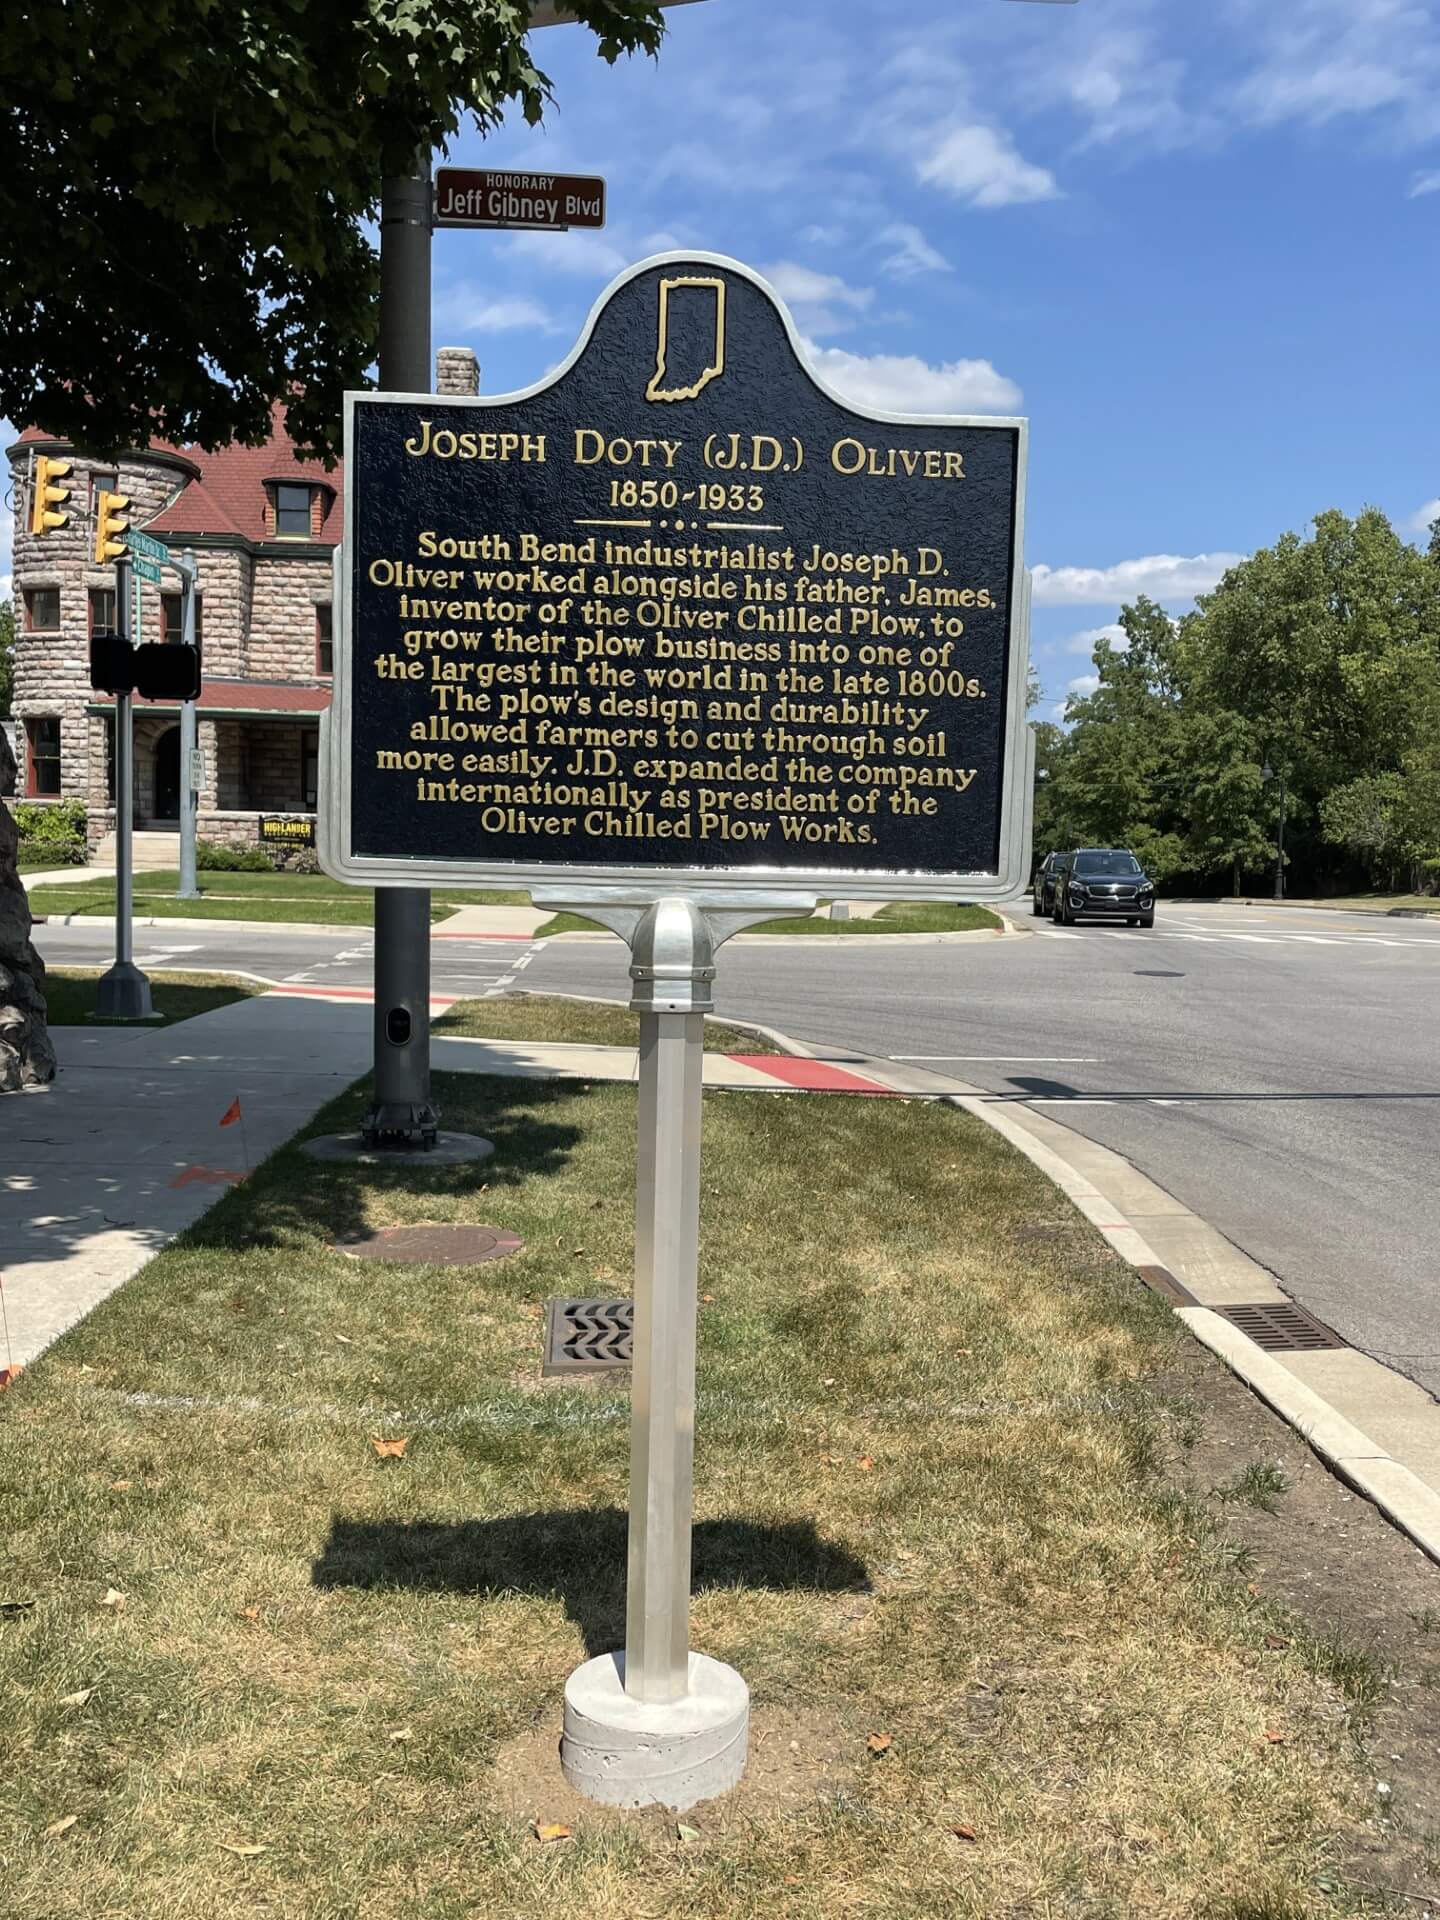 HONORARY
Jeff Gibney Blvd
JOSEPH DOTY (J.D.) OLIVER
1850-1933
South Bend industrialist Joseph D.
Oliver worked alongside his father, James,
inventor of the Oliver Chilled Plow, to
grow their plow business into one of
the largest in the world in the late 1800s.
The plow's design and durability
allowed farmers to cut through soil
more easily. J.D. expanded the company
internationally as president of the
Oliver Chilled Plow Works.
Chapin
HIGHLANDER